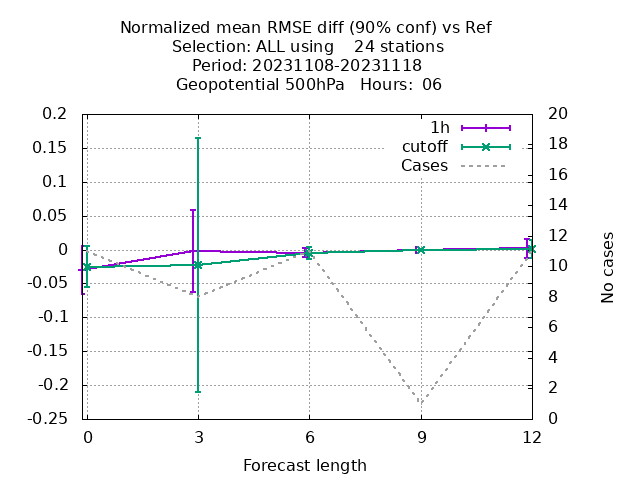 Normalized mean RMSE diff (90% conf) vs Ref
Selection: ALL using    24 stations
Period: 20231108-20231118
Geopotential 500hPa   Hours:  06
1h
cutoff
Cases
0.2
0.15
0.1
0.05
0
-0.05
-0.1
-0.15
-0.2
-0.25
20
18
16
14
12
10
8
6
4
2
0
No cases
0 3 6 9 12
Forecast length